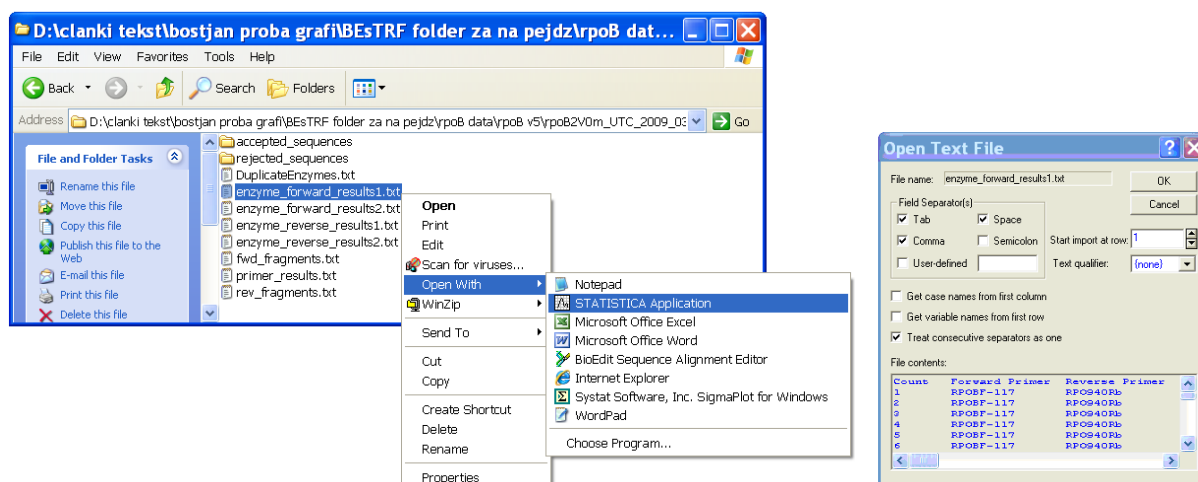 D:\clanki tekst\bostjan proba grafi\BEsTRF folder za na pejdz\rpoB dat...
File Edit View Favorites Tools Help
Back Search Folders
Address D:\clanki tekst\bostjan proba grafi\BEsTRF folder za na pejdz\rpoB data\rpoB v5\rpoB2V0m_UTC_2009_03 Go
File and Folder Tasks
Rename this file
Move this file
Copy this file
Publish this file to the
Web
E-mail this file
Print this file
Delete this file
accepted_sequences
rejected_sequences
DuplicateEnzymes.txt
enzyme_forward_results1.txt
enzyme_forward_results2.txt
enzyme_reverse_results1.txt
enzyme_reverse_results2.txt
fwd_fragments.txt
primer_results.txt
rev_fragments.txt
Open
Print
Edit
Scan for viruses...
Open With
WinZip
Send To
Cut
Copy
Create Shortcut
Delete
Rename
Properties
Notepad
STATISTICA Application
Microsoft Office Excel
Microsoft Office Word
BioEdit Sequence Alignment Editor
Internet Explorer
Systat Software, Inc. SigmaPlot for Windows
WordPad
Choose Program...
Open Text File
File name: enzyme_forward_results1.txt OK
Field Separator(s) Cancel
Tab Space
Comma Semicolon Start import at row: 1
User-defined Text qualifier: {none}
Get case names from first column
Get variable names from first row
Treat consecutive separators as one
File contents:
Count Forward Primer Reverse Primer
1 RPOBF-117 RPO940Rb
2 RPOBF-117 RPO940Rb
3 RPOBF-117 RPO940Rb
4 RPOBF-117 RPO940Rb
5 RPOBF-117 RPO940Rb
6 RPOBF-117 RPO940Rb